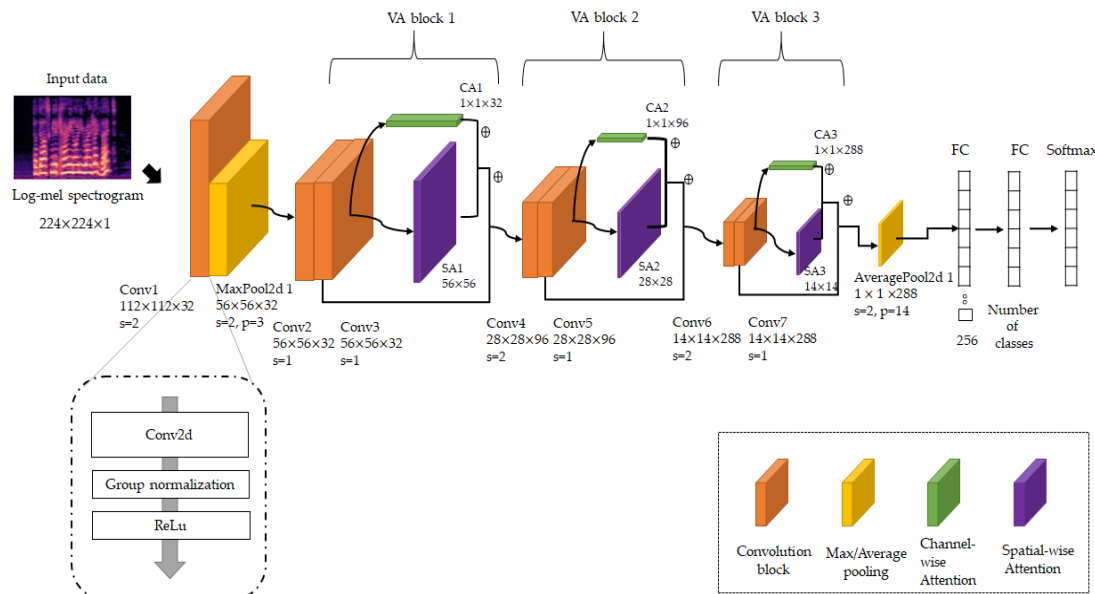 VA block 1
VA block 2
VA block 3
Input data
Log-mel spectrogram
224×224×1
Conv1
112×112×32
s=2
MaxPool2d 1
56×56×32
s=2, p=3
Conv2
56×56×32
s=1
Conv3
56×56×32
s=1
CA1
1×1×32
⊕
⊕
SA1
56×56
Conv4
28×28×96
s=2
Conv5
28×28×96
s=1
CA2
1×1×96
⊕
⊕
SA2
28×28
Conv6
14×14×288
s=2
Conv7
14×14×288
s=1
CA3
1×1×288
⊕
⊕
SA3
14×14
AveragePool2d 1
1 × 1 ×288
s=2, p=14
FC
256
FC
Number of
classes
Softmax
Conv2d
Group normalization
ReLu
Convolution
block
Max/Average
pooling
Channel-
wise
Attention
Spatial-wise
Attention